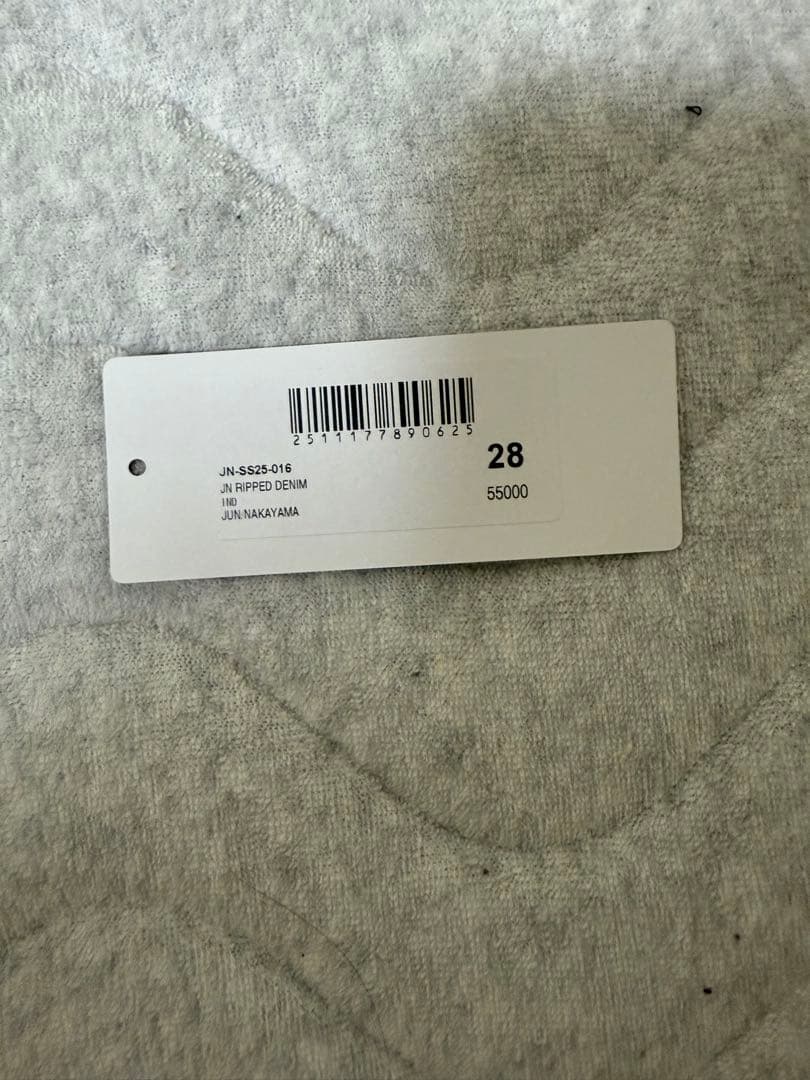 2511177890625
JN-SS25-016
28
JN RIPPED DENIM
55000
IND
JUN.NAKAYAMA